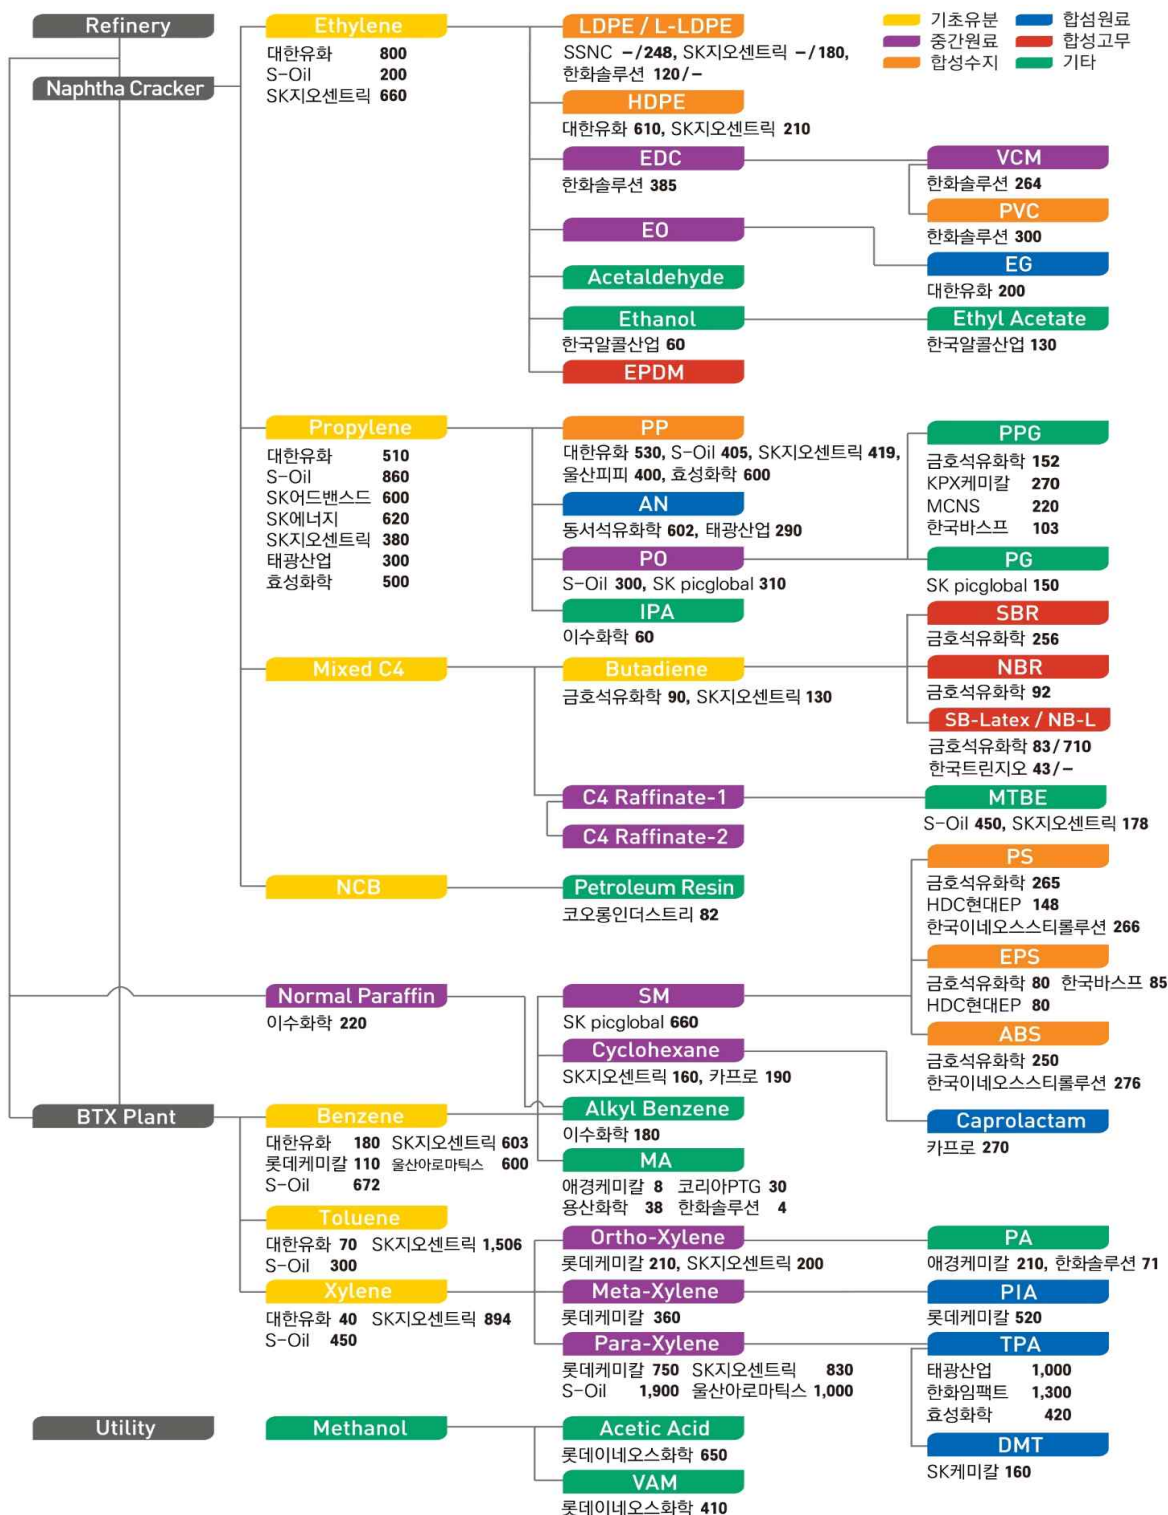 Refinery
Naphtha Cracker
BTX Plant
Utility
기초유분
중간원료
합성수지
합섬원료
합성고무
기타
Ethylene
대한유화 800
S-Oil 200
SK지오센트릭 660
LDPE / L-LDPE
SSNC –/248, SK지오센트릭 –/180,
한화솔루션 120/–
HDPE
대한유화 610, SK지오센트릭 210
EDC
한화솔루션 385
VCM
한화솔루션 264
PVC
한화솔루션 300
EO
EG
대한유화 200
Acetaldehyde
Ethanol
한국알콜산업 60
Ethyl Acetate
한국알콜산업 130
EPDM
Propylene
대한유화 510
S-Oil 860
SK어드밴스드 600
SK에너지 620
SK지오센트릭 380
태광산업 300
효성화학 500
PP
대한유화 530, S-Oil 405, SK지오센트릭 419,
울산피피 400, 효성화학 600
AN
동서석유화학 602, 태광산업 290
PO
S-Oil 300, SK picglobal 310
IPA
이수화학 60
PPG
금호석유화학 152
KPX케미칼 270
MCNS 220
한국바스프 103
PG
SK picglobal 150
Mixed C4
Butadiene
금호석유화학 90, SK지오센트릭 130
SBR
금호석유화학 256
NBR
금호석유화학 92
SB-Latex / NB-L
금호석유화학 83/710
한국트린지오 43/–
C4 Raffinate-1
C4 Raffinate-2
MTBE
S-Oil 450, SK지오센트릭 178
NCB
Petroleum Resin
코오롱인더스트리 82
Normal Paraffin
이수화학 220
SM
SK picglobal 660
PS
금호석유화학 265
HDC현대EP 148
한국이네오스스티롤루션 266
EPS
금호석유화학 80 한국바스프 85
HDC현대EP 80
ABS
금호석유화학 250
한국이네오스스티롤루션 276
Cyclohexane
SK지오센트릭 160, 카프로 190
Caprolactam
카프로 270
Benzene
대한유화 180 SK지오센트릭 603
롯데케미칼 110 울산아로마틱스 600
S-Oil 672
Alkyl Benzene
이수화학 180
MA
애경케미칼 8 코리아PTG 30
용산화학 38 한화솔루션 4
Toluene
대한유화 70 SK지오센트릭 1,506
S-Oil 300
Xylene
대한유화 40 SK지오센트릭 894
S-Oil 450
Ortho-Xylene
롯데케미칼 210, SK지오센트릭 200
PA
애경케미칼 210, 한화솔루션 71
Meta-Xylene
롯데케미칼 360
PIA
롯데케미칼 520
Para-Xylene
롯데케미칼 750 SK지오센트릭 830
S-Oil 1,900 울산아로마틱스 1,000
TPA
태광산업 1,000
한화임팩트 1,300
효성화학 420
DMT
SK케미칼 160
Methanol
Acetic Acid
롯데이네오스화학 650
VAM
롯데이네오스화학 410